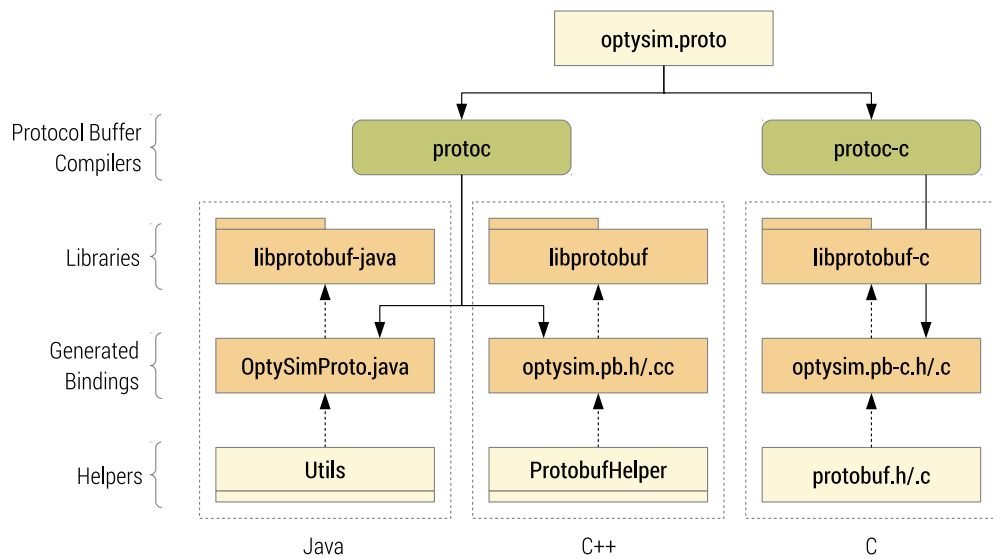 optysim.proto
Protocol Buffer
Compilers
protoc
protoc-c
Libraries
libprotobuf-java
libprotobuf
libprotobuf-c
Generated
Bindings
OptySimProto.java
optysim.pb.h/.cc
optysim.pb-c.h/.c
Helpers
Utils
ProtobufHelper
protobuf.h/.c
Java
C++
C